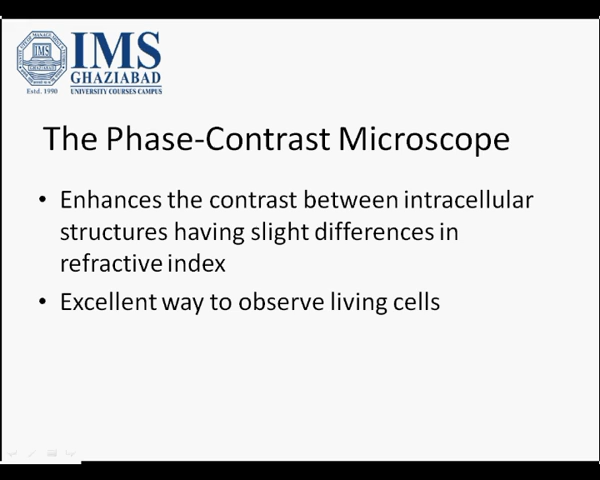 IMS
IMS
GHAZIABAD
Estd. 1990
UNIVERSITY COURSES CAMPUS
The Phase-Contrast Microscope
• Enhances the contrast between intracellular
structures having slight differences in
refractive index
• Excellent way to observe living cells